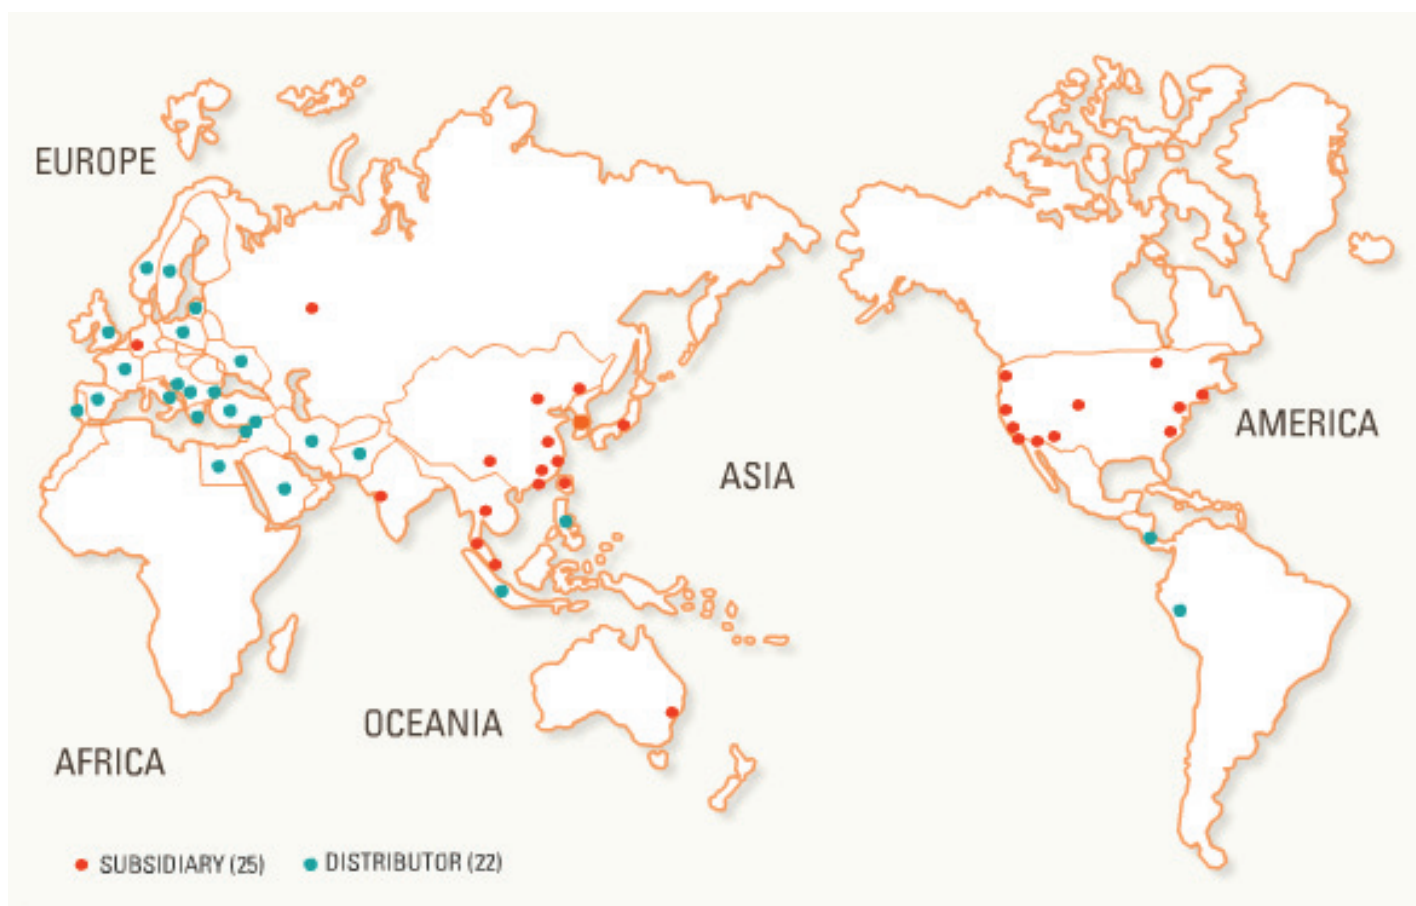 EUROPE
AMERICA
ASIA
OCEANIA
AFRICA
SUBSIDIARY (25) DISTRIBUTOR (22)